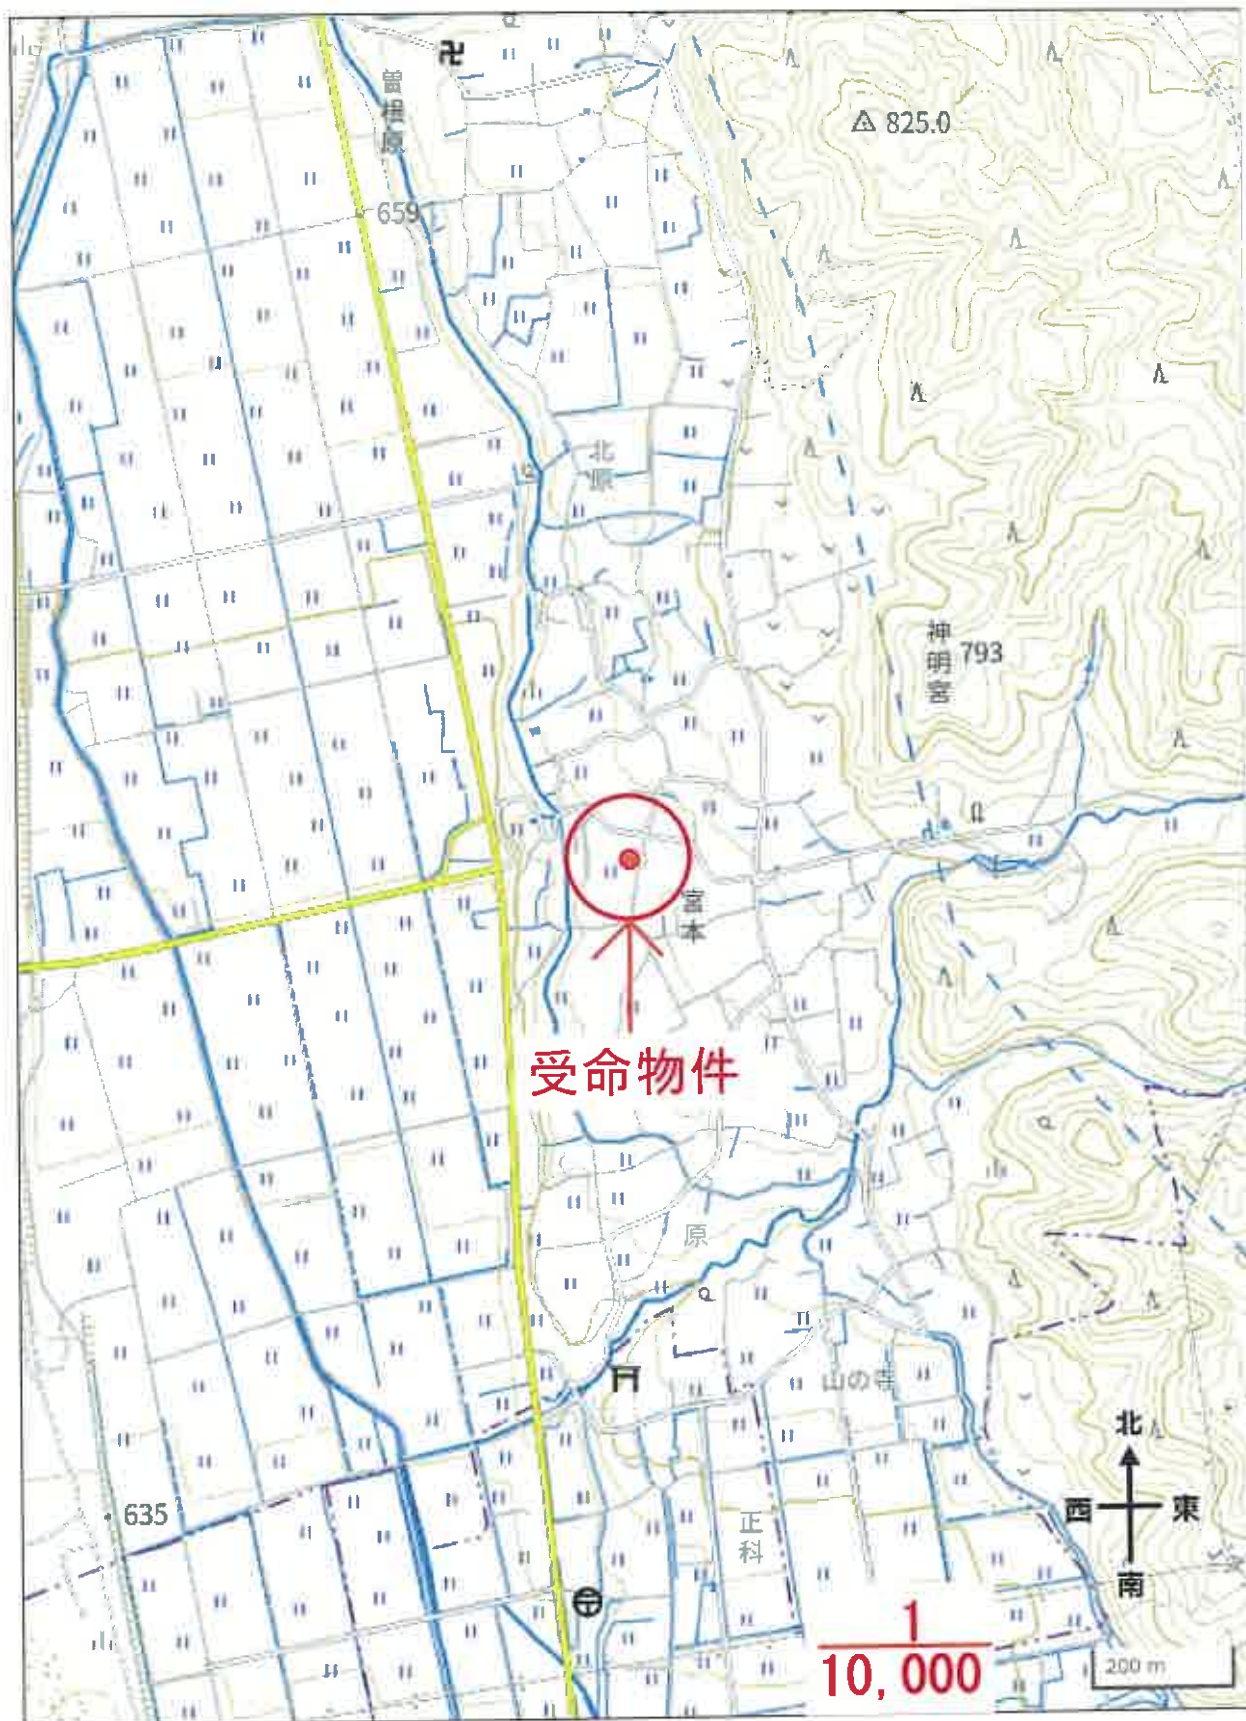 曽根原
825.0
659
北原
神明宮
793
宮本
受命物件
原
山の寺
北
西 東
南
635
正科
1
10,000
200 m